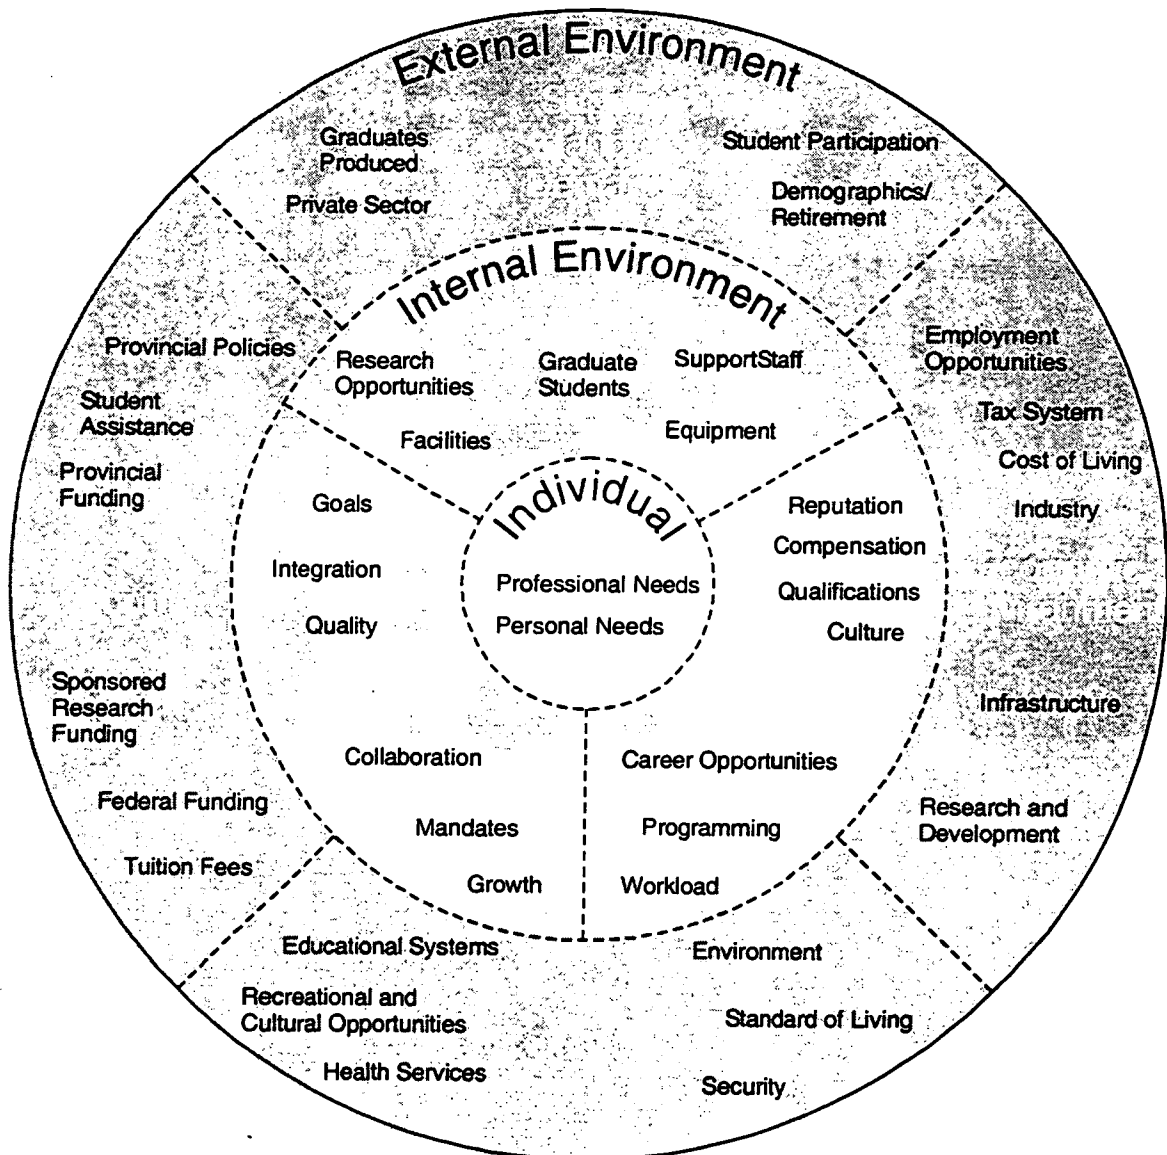 External Environment
Graduates
Produced
Private Sector
Student Participation
Demographics/
Retirement
Internal Environment
Research
Opportunities
Graduate
Students
SupportStaff
Facilities
Equipment
Provincial Policies
Student
Assistance
Provincial
Funding
Employment
Opportunities
Tax System
Cost of Living
Industry
Individual
Professional Needs
Personal Needs
Goals
Integration
Quality
Reputation
Compensation
Qualifications
Culture
Sponsored
Research
Funding
Federal Funding
Tuition Fees
Infrastructure
Research and
Development
Collaboration
Mandates
Growth
Career Opportunities
Programming
Workload
Educational Systems
Recreational and
Cultural Opportunities
Health Services
Environment
Standard of Living
Security